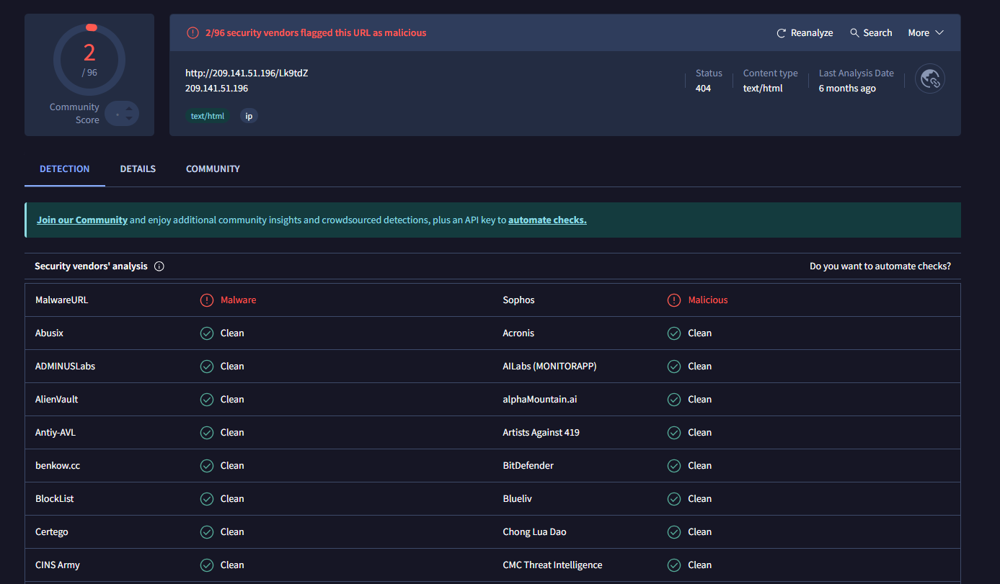 2
/ 96
Community
Score
2/96 security vendors flagged this URL as malicious
Reanalyze
Search
More
http://209.141.51.196/Lk9tdZ
209.141.51.196
text/html
ip
Status
404
Content type
text/html
Last Analysis Date
6 months ago
DETECTION
DETAILS
COMMUNITY
Join our Community and enjoy additional community insights and crowdsourced detections, plus an API key to automate checks.
Security vendors' analysis
Do you want to automate checks?
MalwareURL Malware Sophos Malicious
Abusix Clean Acronis Clean
ADMINUSLabs Clean AILabs (MONITORAPP) Clean
AlienVault Clean alphaMountain.ai Clean
Antiy-AVL Clean Artists Against 419 Clean
benkow.cc Clean BitDefender Clean
BlockList Clean Blueliv Clean
Certego Clean Chong Lua Dao Clean
CINS Army Clean CMC Threat Intelligence Clean